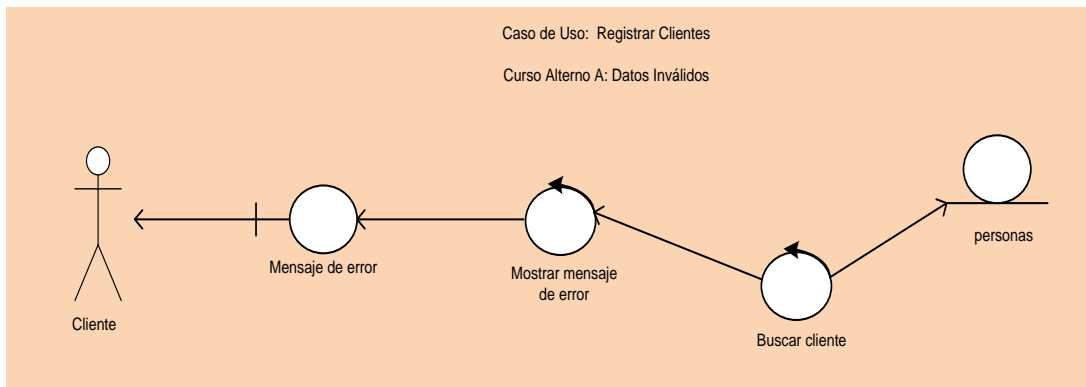 Caso de Uso: Registrar Clientes
Curso Alterno A: Datos Inválidos
Cliente
Mensaje de error
Mostrar mensaje
de error
Buscar cliente
personas